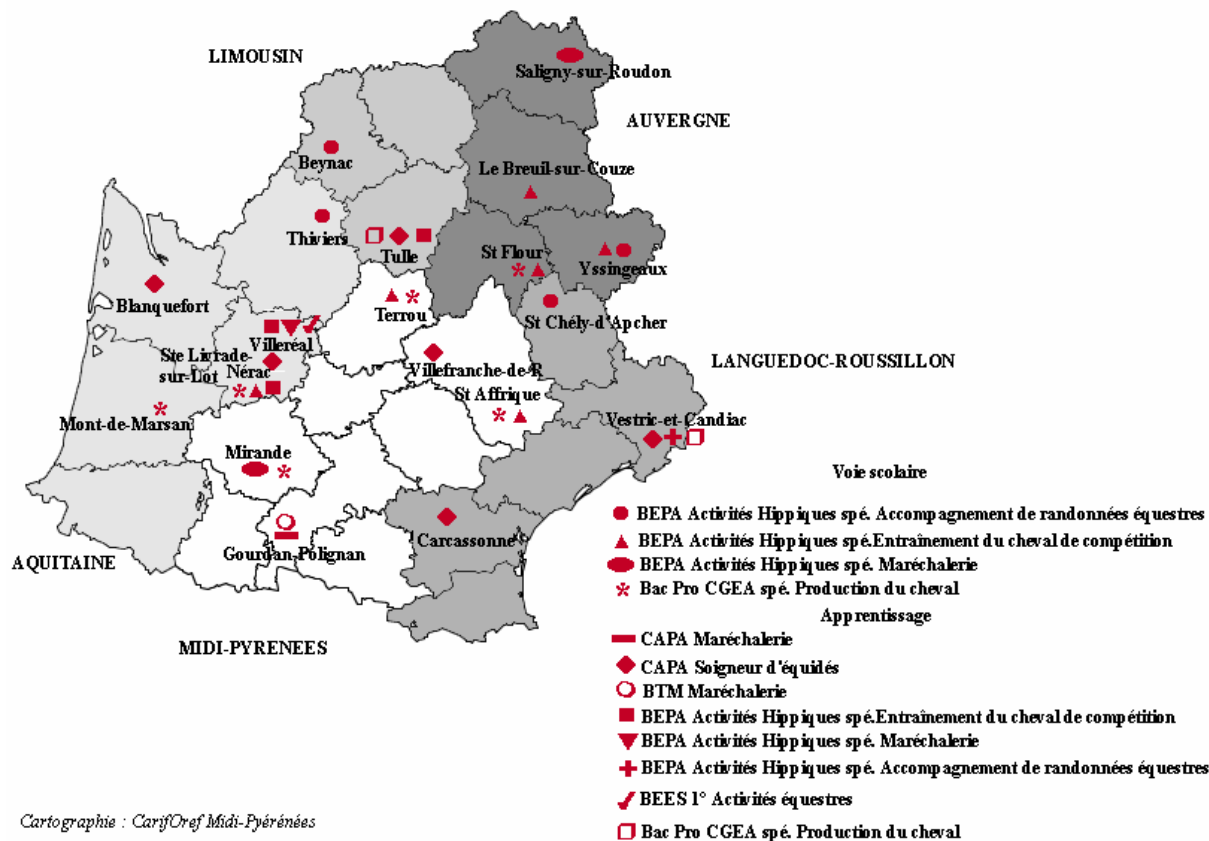 LIMOUSIN
Saligny-sur-Roudon
AUVERGNE
Beynac
Le Breuil-sur-Couze
Thiviers
Tulle
St Flour
Yssingeaux
Blanquefort
Terrou
St Chély-d'Apcher
Villeréal
Ste Livrade-
sur-Lot
Nérac
Villefranche-de-R
LANGUEDOC-ROUSSILLON
St Affrique
Mont-de-Marsan
Vestric-et-Candiac
Mirande
Gourdan-Polignan
Carcassonne
AQUITAINE
MIDI-PYRENEES
Voie scolaire
BEPA Activités Hippiques spé. Accompagnement de randonnées équestres
BEPA Activités Hippiques spé.Entraînement du cheval de compétition
BEPA Activités Hippiques spé. Maréchalerie
Bac Pro CGEA spé. Production du cheval
Apprentissage
CAPA Maréchalerie
CAPA Soigneur d'équidés
BTM Maréchalerie
BEPA Activités Hippiques spé.Entraînement du cheval de compétition
BEPA Activités Hippiques spé. Maréchalerie
BEPA Activités Hippiques spé. Accompagnement de randonnées équestres
BEES 1° Activités équestres
Bac Pro CGEA spé. Production du cheval
Cartographie : CarifOref Midi-Pyrénées